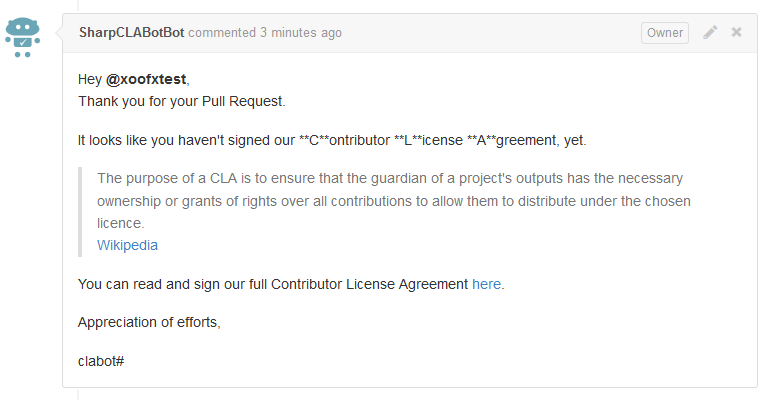 SharpCLABotBot commented 3 minutes ago Owner
Hey @xoofxtest,
Thank you for your Pull Request.
It looks like you haven't signed our **C**ontributor **L**icense **A**greement, yet.
The purpose of a CLA is to ensure that the guardian of a project's outputs has the necessary
ownership or grants of rights over all contributions to allow them to distribute under the chosen
licence.
Wikipedia
You can read and sign our full Contributor License Agreement here.
Appreciation of efforts,
clabot#